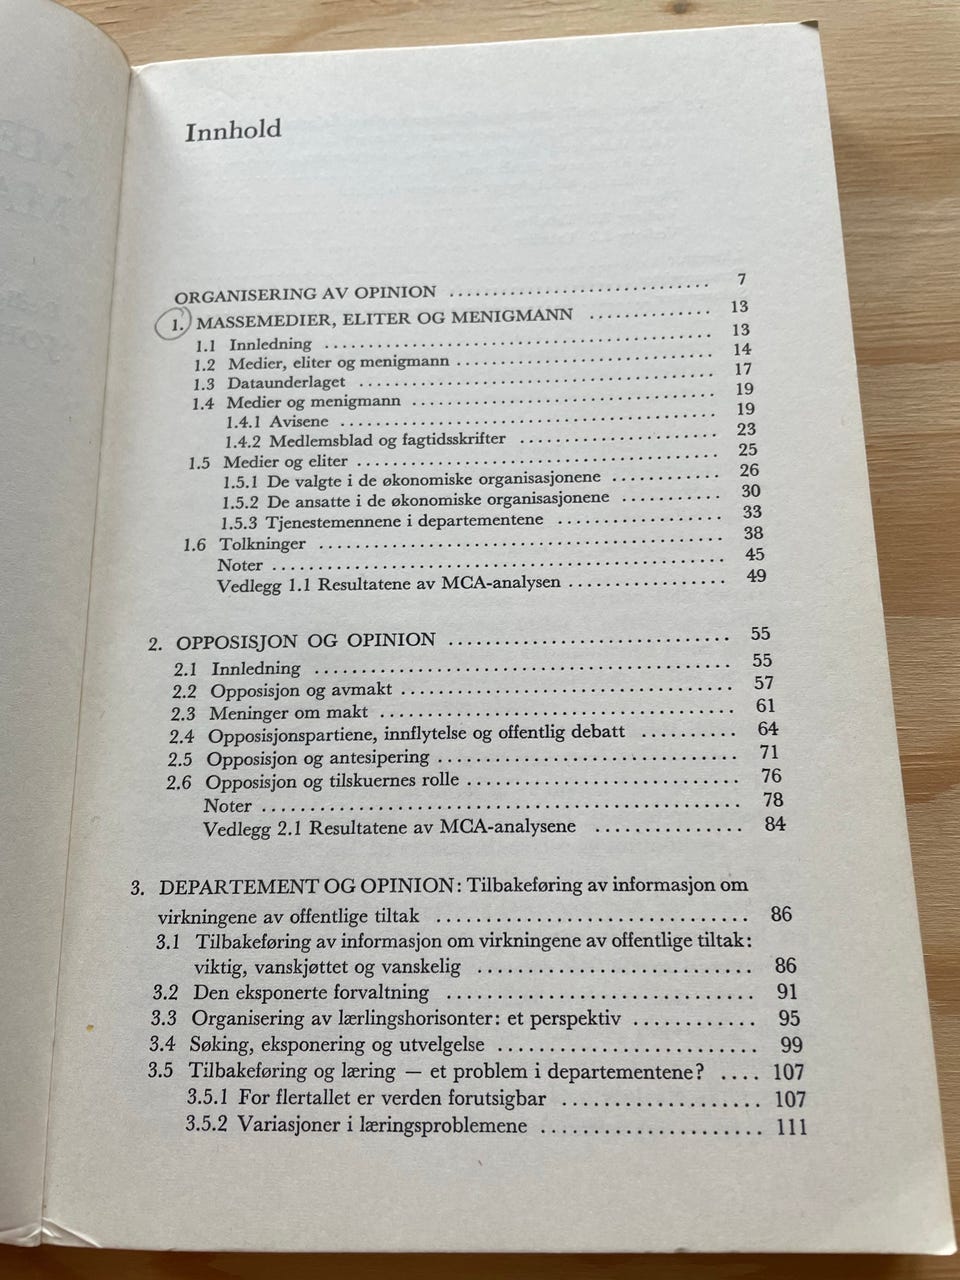 Innhold
ORGANISERING AV OPINION .............................. 7
1. MASSEMEDIER, ELITER OG MENIGMANN ............. 13
1.1 Innledning ............................................. 13
1.2 Medier, eliter og menigmann ............................. 14
1.3 Dataunderlaget ......................................... 17
1.4 Medier og menigmann .................................. 19
1.4.1 Avisene ........................................... 19
1.4.2 Medlemsblad og fagtidsskrifter ....................... 23
1.5 Medier og eliter ......................................... 25
1.5.1 De valgte i de økonomiske organisasjonene ............ 26
1.5.2 De ansatte i de økonomiske organisasjonene ........... 30
1.5.3 Tjenestemennene i departementene .................. 33
1.6 Tolkninger ............................................. 38
Noter .................................................. 45
Vedlegg 1.1 Resultatene av MCA-analysen ................. 49
2. OPPOSISJON OG OPINION ............................... 55
2.1 Innledning ............................................. 55
2.2 Opposisjon og avmakt ................................... 57
2.3 Meninger om makt ...................................... 61
2.4 Opposisjonspartiene, innflytelse og offentlig debatt .......... 64
2.5 Opposisjon og antesipering ................................ 71
2.6 Opposisjon og tilskuernes rolle ............................. 76
Noter .................................................. 78
Vedlegg 2.1 Resultatene av MCA-analysene ............... 84
3. DEPARTEMENT OG OPINION: Tilbakeføring av informasjon om
virkningene av offentlige tiltak ............................... 86
3.1 Tilbakeføring av informasjon om virkningene av offentlige tiltak:
viktig, vanskjøttet og vanskelig ............................ 86
3.2 Den eksponerte forvaltning ............................... 91
3.3 Organisering av lærlingshorisonter: et perspektiv ............ 95
3.4 Søking, eksponering og utvelgelse .......................... 99
3.5 Tilbakeføring og læring — et problem i departementene? .... 107
3.5.1 For flertallet er verden forutsigbar .................... 107
3.5.2 Variasjoner i læringsproblemene ...................... 111